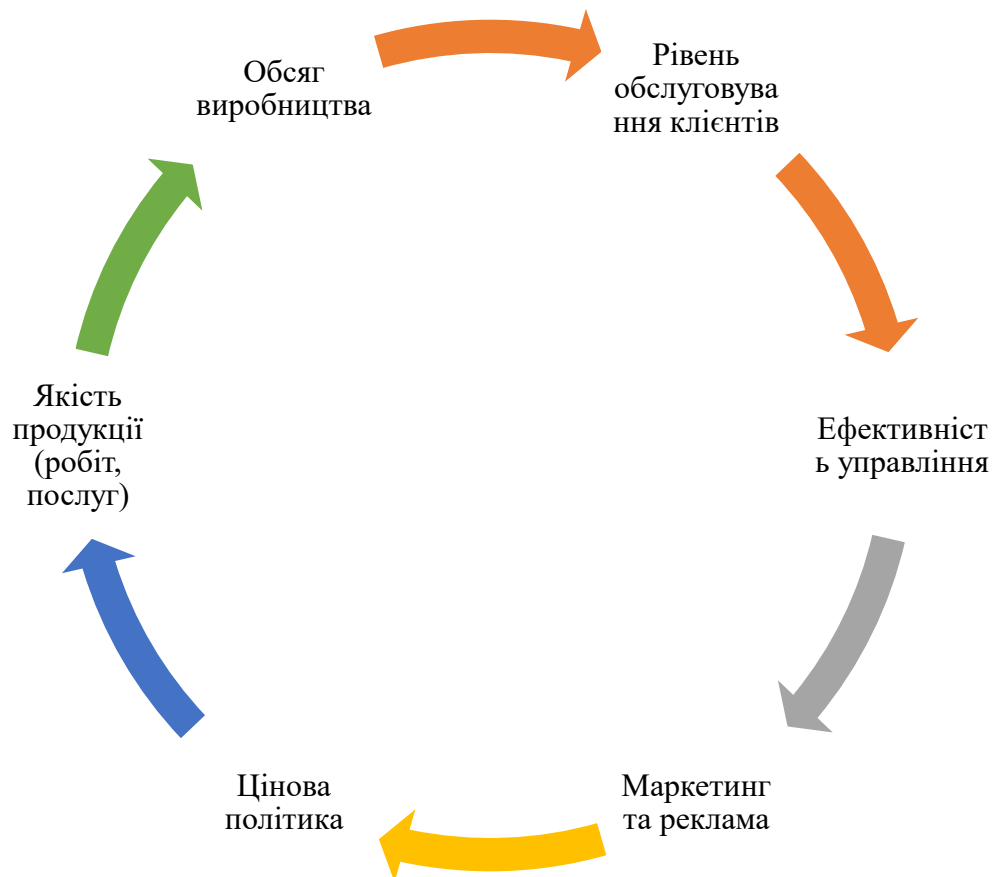 Обсяг
виробництва
Рівень
обслуговува
ння клієнтів
Ефективніст
ь управління
Маркетинг
та реклама
Цінова
політика
Якість
продукції
(робіт,
послуг)